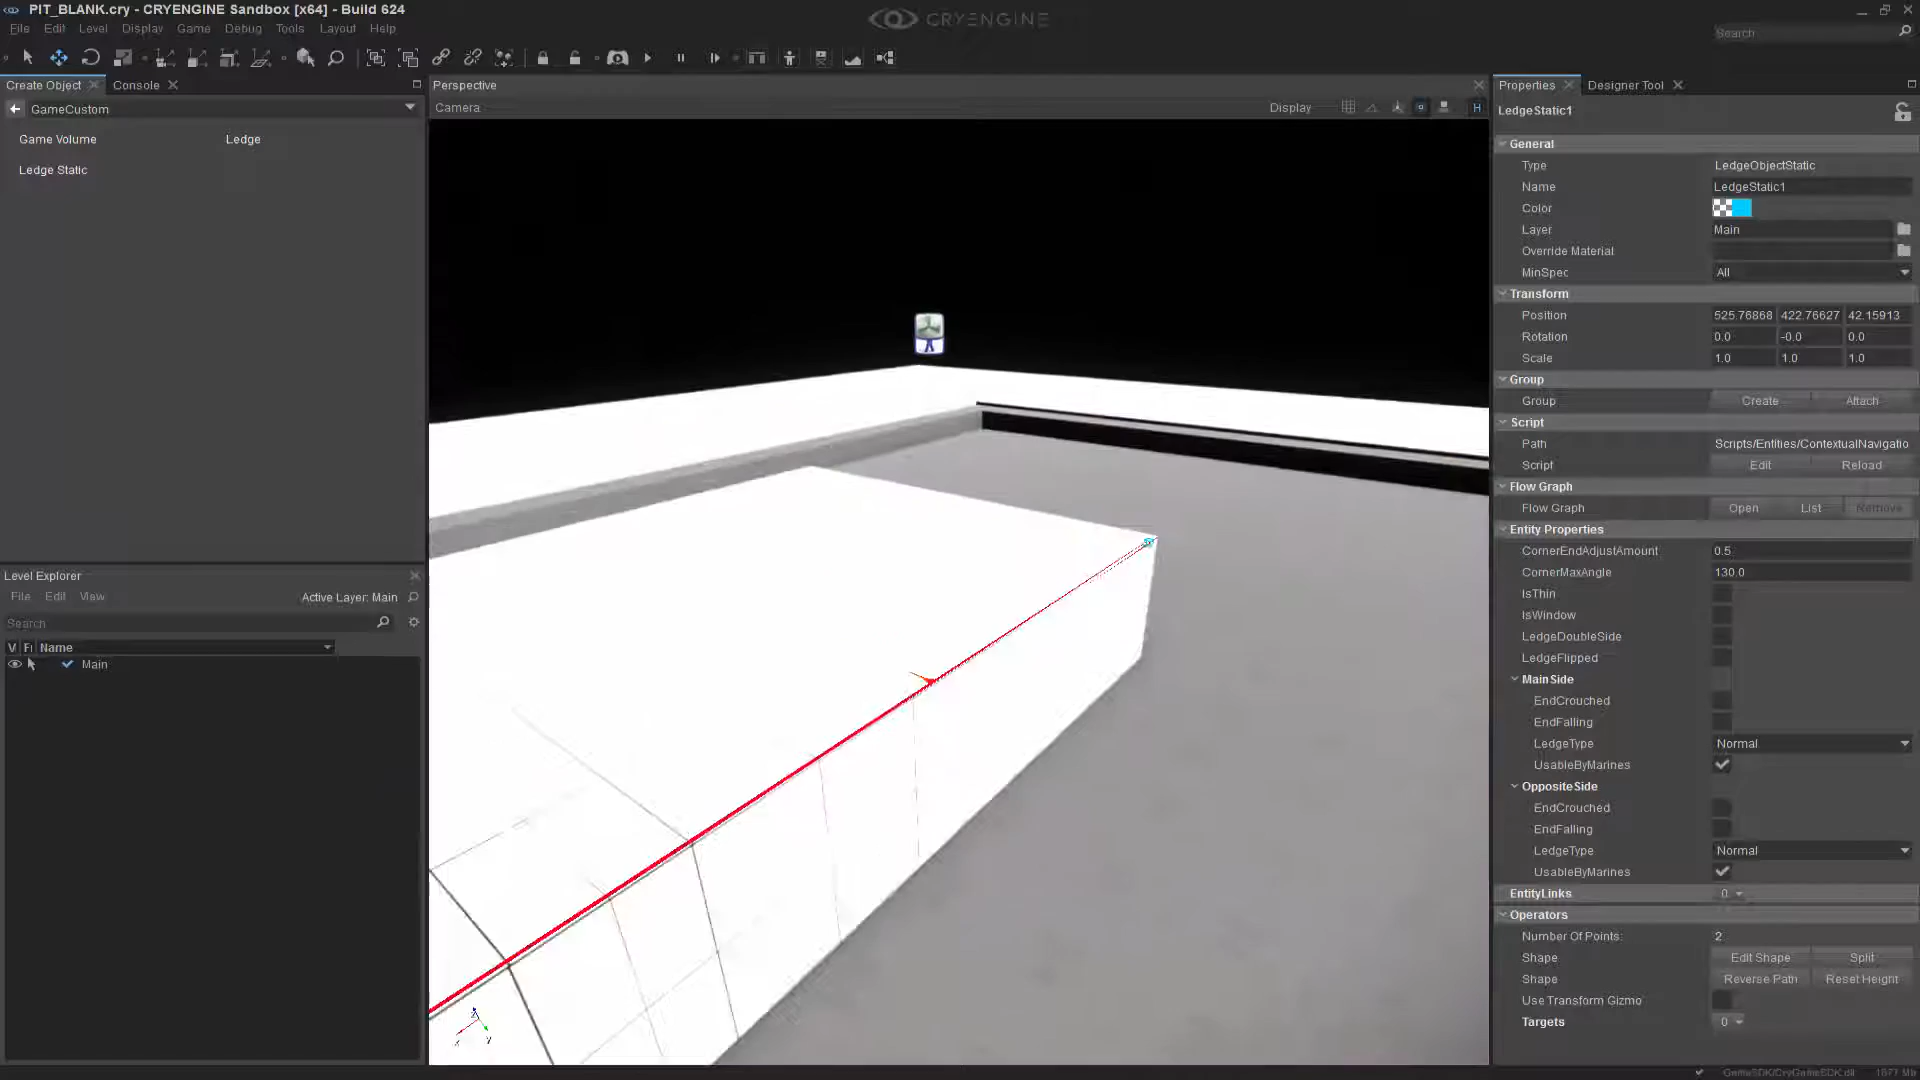 PIT_BLANK.cry - CRYENGINE Sandbox [x64] - Build 624
CRYENGINE
File Edit Level Display Game Debug Tools Layout Help
Search
Create Object
Console
GameCustom
Game Volume
Ledge
Ledge Static
Level Explorer
File Edit View
Active Layer: Main
Search
V Fı Name
Main
Perspective
Camera
Display
H
x y z
Properties
Designer Tool
LedgeStatic1
General
Type LedgeObjectStatic
Name LedgeStatic1
Color
Layer Main
Override Material
MinSpec All
Transform
Position 525.76868 422.76627 42.15913
Rotation 0.0 -0.0 0.0
Scale 1.0 1.0 1.0
Group
Group Create Attach
Script
Path Scripts/Entities/ContextualNavigatio
Script Edit Reload
Flow Graph
Flow Graph Open List Remove
Entity Properties
CornerEndAdjustAmount 0.5
CornerMaxAngle 130.0
IsThin
IsWindow
LedgeDoubleSide
LedgeFlipped
MainSide
EndCrouched
EndFalling
LedgeType Normal
UsableByMarines
OppositeSide
EndCrouched
EndFalling
LedgeType Normal
UsableByMarines
EntityLinks 0
Operators
Number Of Points: 2
Shape Edit Shape Split
Shape Reverse Path Reset Height
Use Transform Gizmo
Targets 0
GameSDK/CryGameSDK.dll 1871 Mb